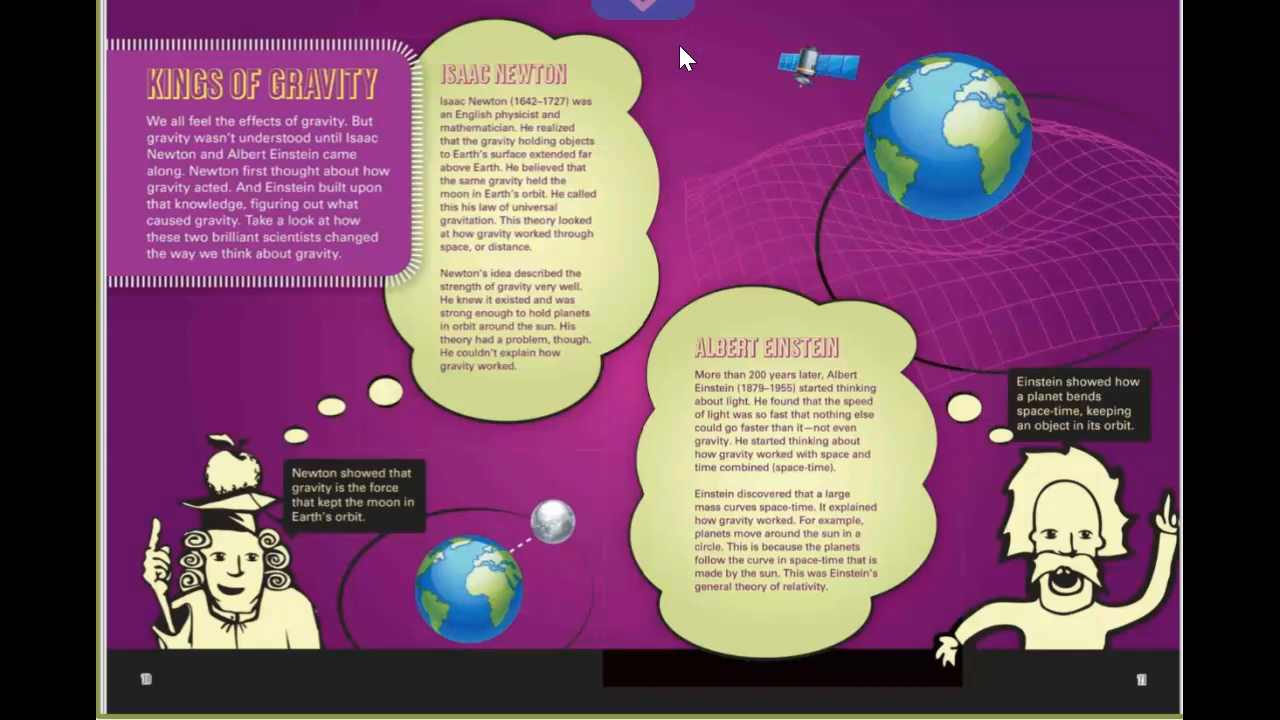 KINGS OF GRAVITY
We all feel the effects of gravity. But
gravity wasn't understood until Isaac
Newton and Albert Einstein came
along. Newton first thought about how
gravity acted. And Einstein built upon
that knowledge, figuring out what
caused gravity. Take a look at how
these two brilliant scientists changed
the way we think about gravity.
ISAAC NEWTON
Isaac Newton (1642–1727) was
an English physicist and
mathematician. He realized
that the gravity holding objects
to Earth's surface extended far
above Earth. He believed that
the same gravity held the
moon in Earth's orbit. He called
this his law of universal
gravitation. This theory looked
at how gravity worked through
space, or distance.
Newton's idea described the
strength of gravity very well.
He knew it existed and was
strong enough to hold planets
in orbit around the sun. His
theory had a problem, though.
He couldn't explain how
gravity worked.
Newton showed that
gravity is the force
that kept the moon in
Earth's orbit.
ALBERT EINSTEIN
More than 200 years later, Albert
Einstein (1879–1955) started thinking
about light. He found that the speed
of light was so fast that nothing else
could go faster than it—not even
gravity. He started thinking about
how gravity worked with space and
time combined (space-time).
Einstein discovered that a large
mass curves space-time. It explained
how gravity worked. For example,
planets move around the sun in a
circle. This is because the planets
follow the curve in space-time that is
made by the sun. This was Einstein's
general theory of relativity.
Einstein showed how
a planet bends
space-time, keeping
an object in its orbit.
10
11